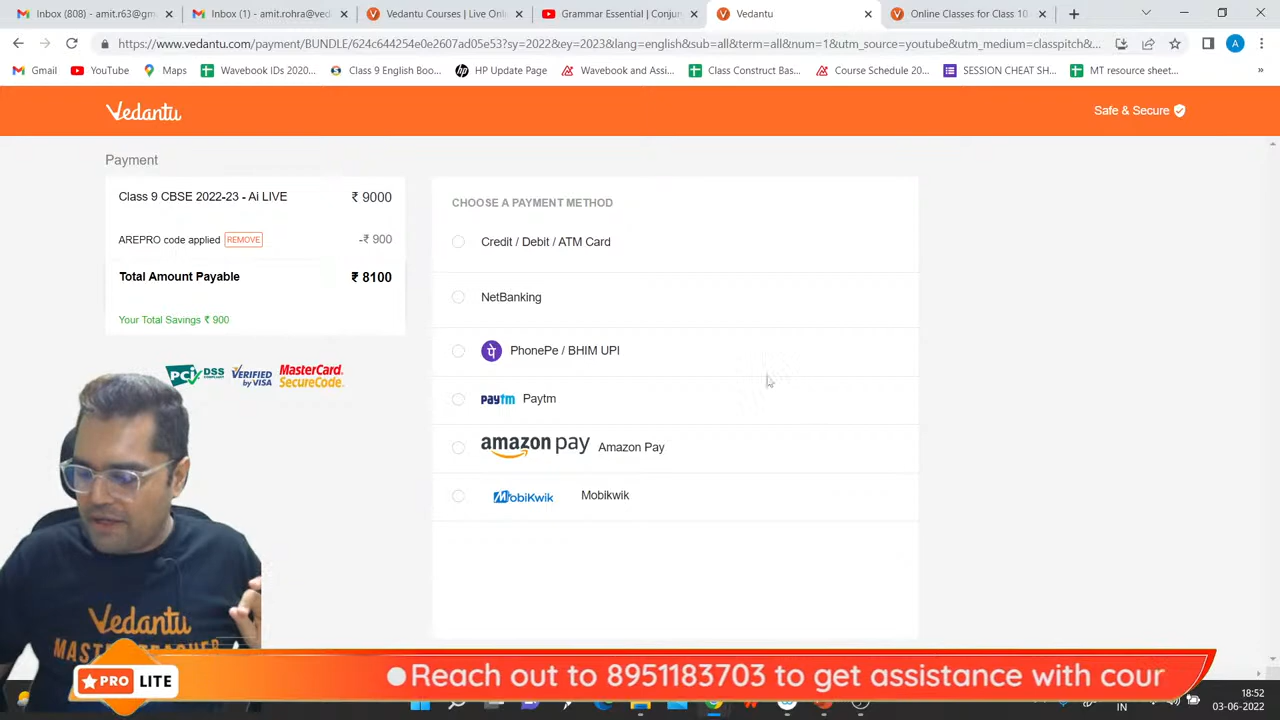 Inbox (808) - amit.r63@gmai
Inbox (1) - amit.rohra@ved
Vedantu Courses | Live Onl
Grammar Essential | Conjun
Vedantu
Online Classes for Class 10
https://www.vedantu.com/payment/BUNDLE/624c644254e0e2607ad05e53?sy=2022&ey=2023&lang=english&sub=all&term=all&num=1&utm_source=youtube&utm_medium=classpitch&...
A
Gmail
YouTube
Maps
Wavebook IDs 2020...
Class 9 English Boo...
HP Update Page
Wavebook and Assi...
Class Construct Bas...
Course Schedule 20...
SESSION CHEAT SH...
MT resource sheet...
»
Vedantu
Safe & Secure
Payment
Class 9 CBSE 2022-23 - Ai LIVE ₹ 9000
AREPRO code applied REMOVE -₹ 900
Total Amount Payable ₹ 8100
Your Total Savings ₹ 900
PCI DSS COMPLIANT
VERIFIED by VISA
MasterCard. SecureCode.
CHOOSE A PAYMENT METHOD
Credit / Debit / ATM Card
NetBanking
पे PhonePe / BHIM UPI
paytm Paytm
amazon pay Amazon Pay
MobiKwik Mobikwik
Vedantu
MASTER TEACHER
PRO LITE
Reach out to 8951183703 to get assistance with cour
IN
18:52
03-06-2022